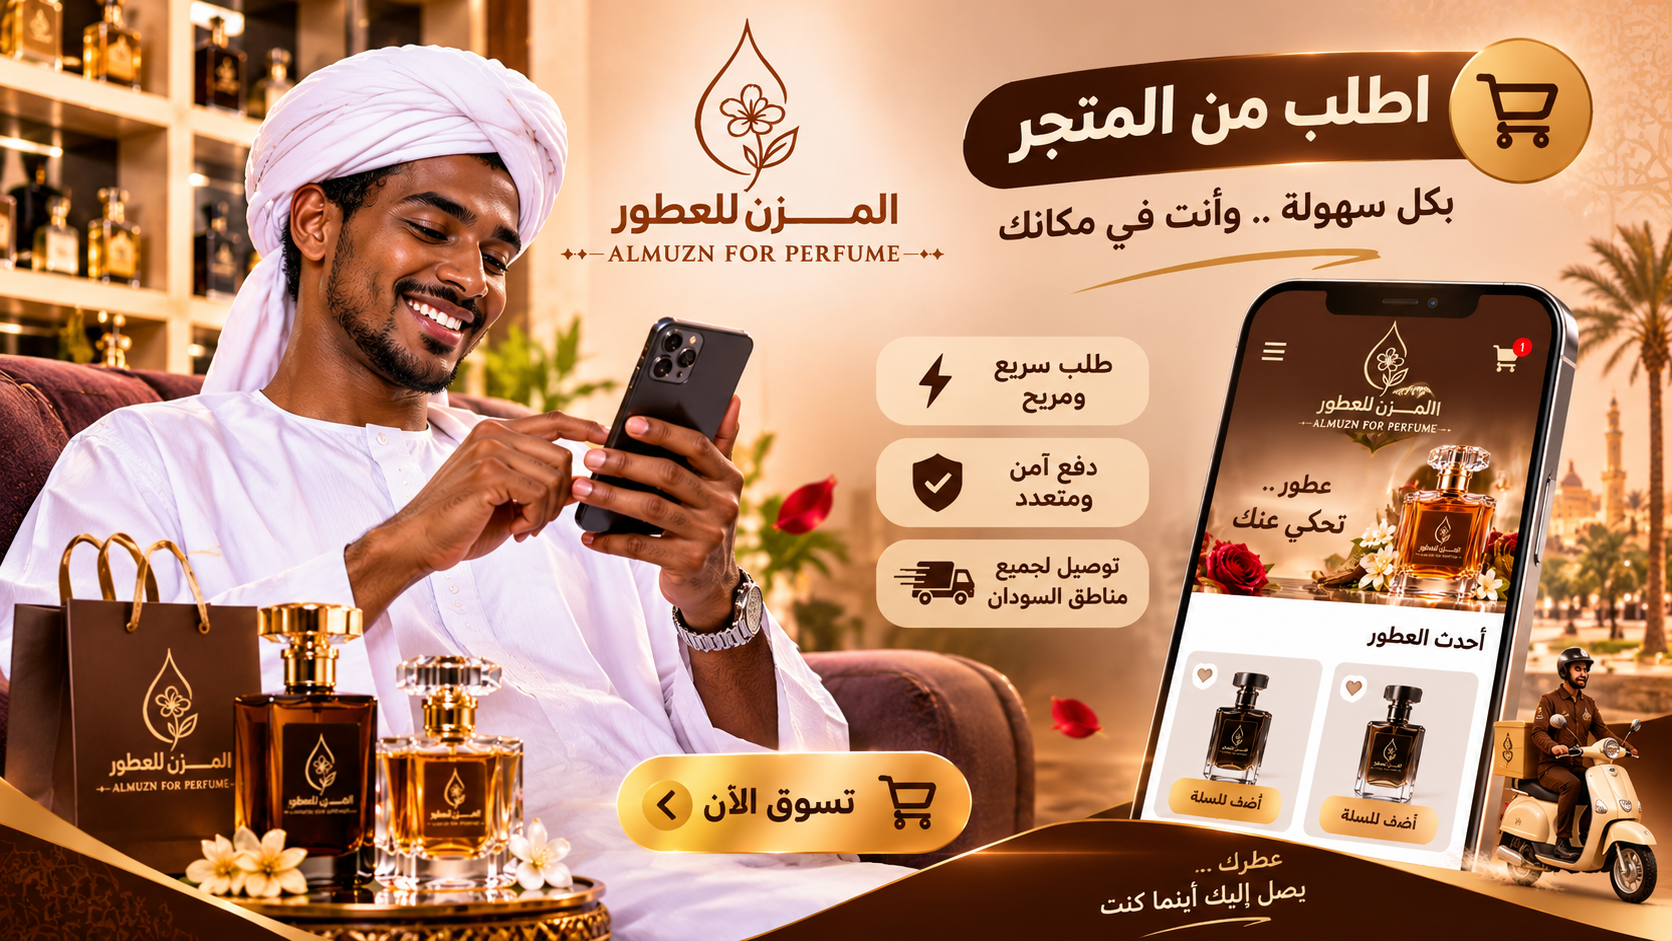 المـــزن للعطور
ALMUZN FOR PERFUME
اطلب من المتجر
بكل سهولة .. وأنت في مكانك
طلب سريع
ومريح
دفع آمن
ومتعدد
توصيل لجميع
مناطق السودان
تسوق الآن
1
االمـــزن للعطور
ALMUZN FOR PERFUME
عطور ..
تحكي عنك
أحدث العطور
أضف للسلة
أضف للسلة
المـــزن للعطور
ALMUZN FOR PERFUME
عطرك ...
يصل إليك أينما كنت